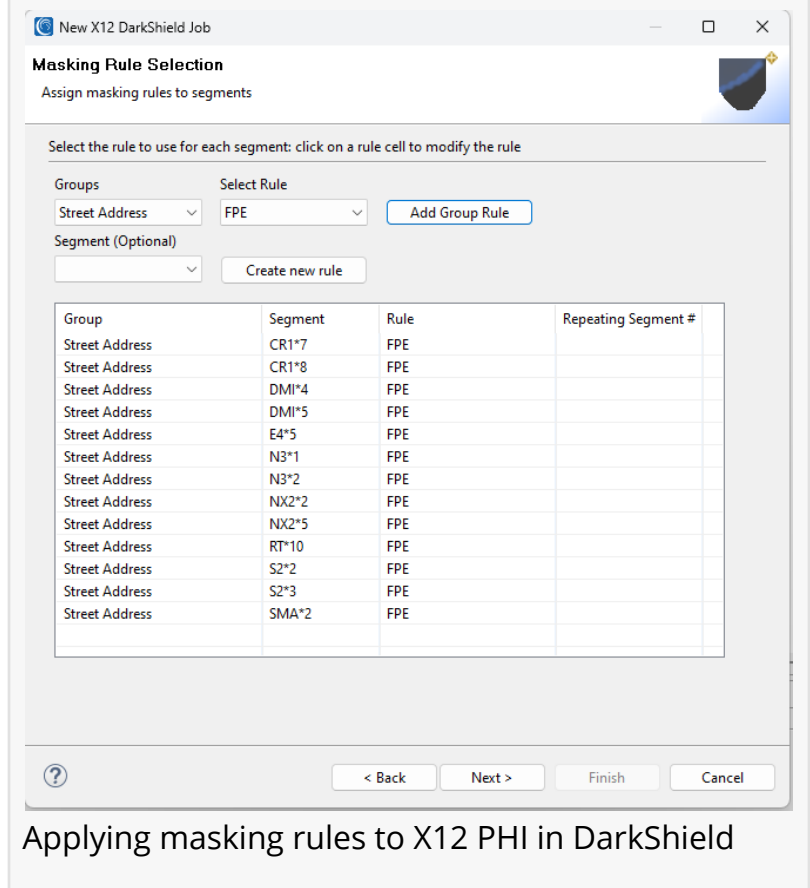 New X12 DarkShield Job
Masking Rule Selection
Assign masking rules to segments
Select the rule to use for each segment: click on a rule cell to modify the rule
Groups Select Rule
Street Address FPE Add Group Rule
Segment (Optional)
Create new rule
Group Segment Rule Repeating Segment #
Street Address CR1*7 FPE
Street Address CR1*8 FPE
Street Address DMI*4 FPE
Street Address DMI*5 FPE
Street Address E4*5 FPE
Street Address N3*1 FPE
Street Address N3*2 FPE
Street Address NX2*2 FPE
Street Address NX2*5 FPE
Street Address RT*10 FPE
Street Address S2*2 FPE
Street Address S2*3 FPE
Street Address SMA*2 FPE
? < Back Next > Finish Cancel
Applying masking rules to X12 PHI in DarkShield